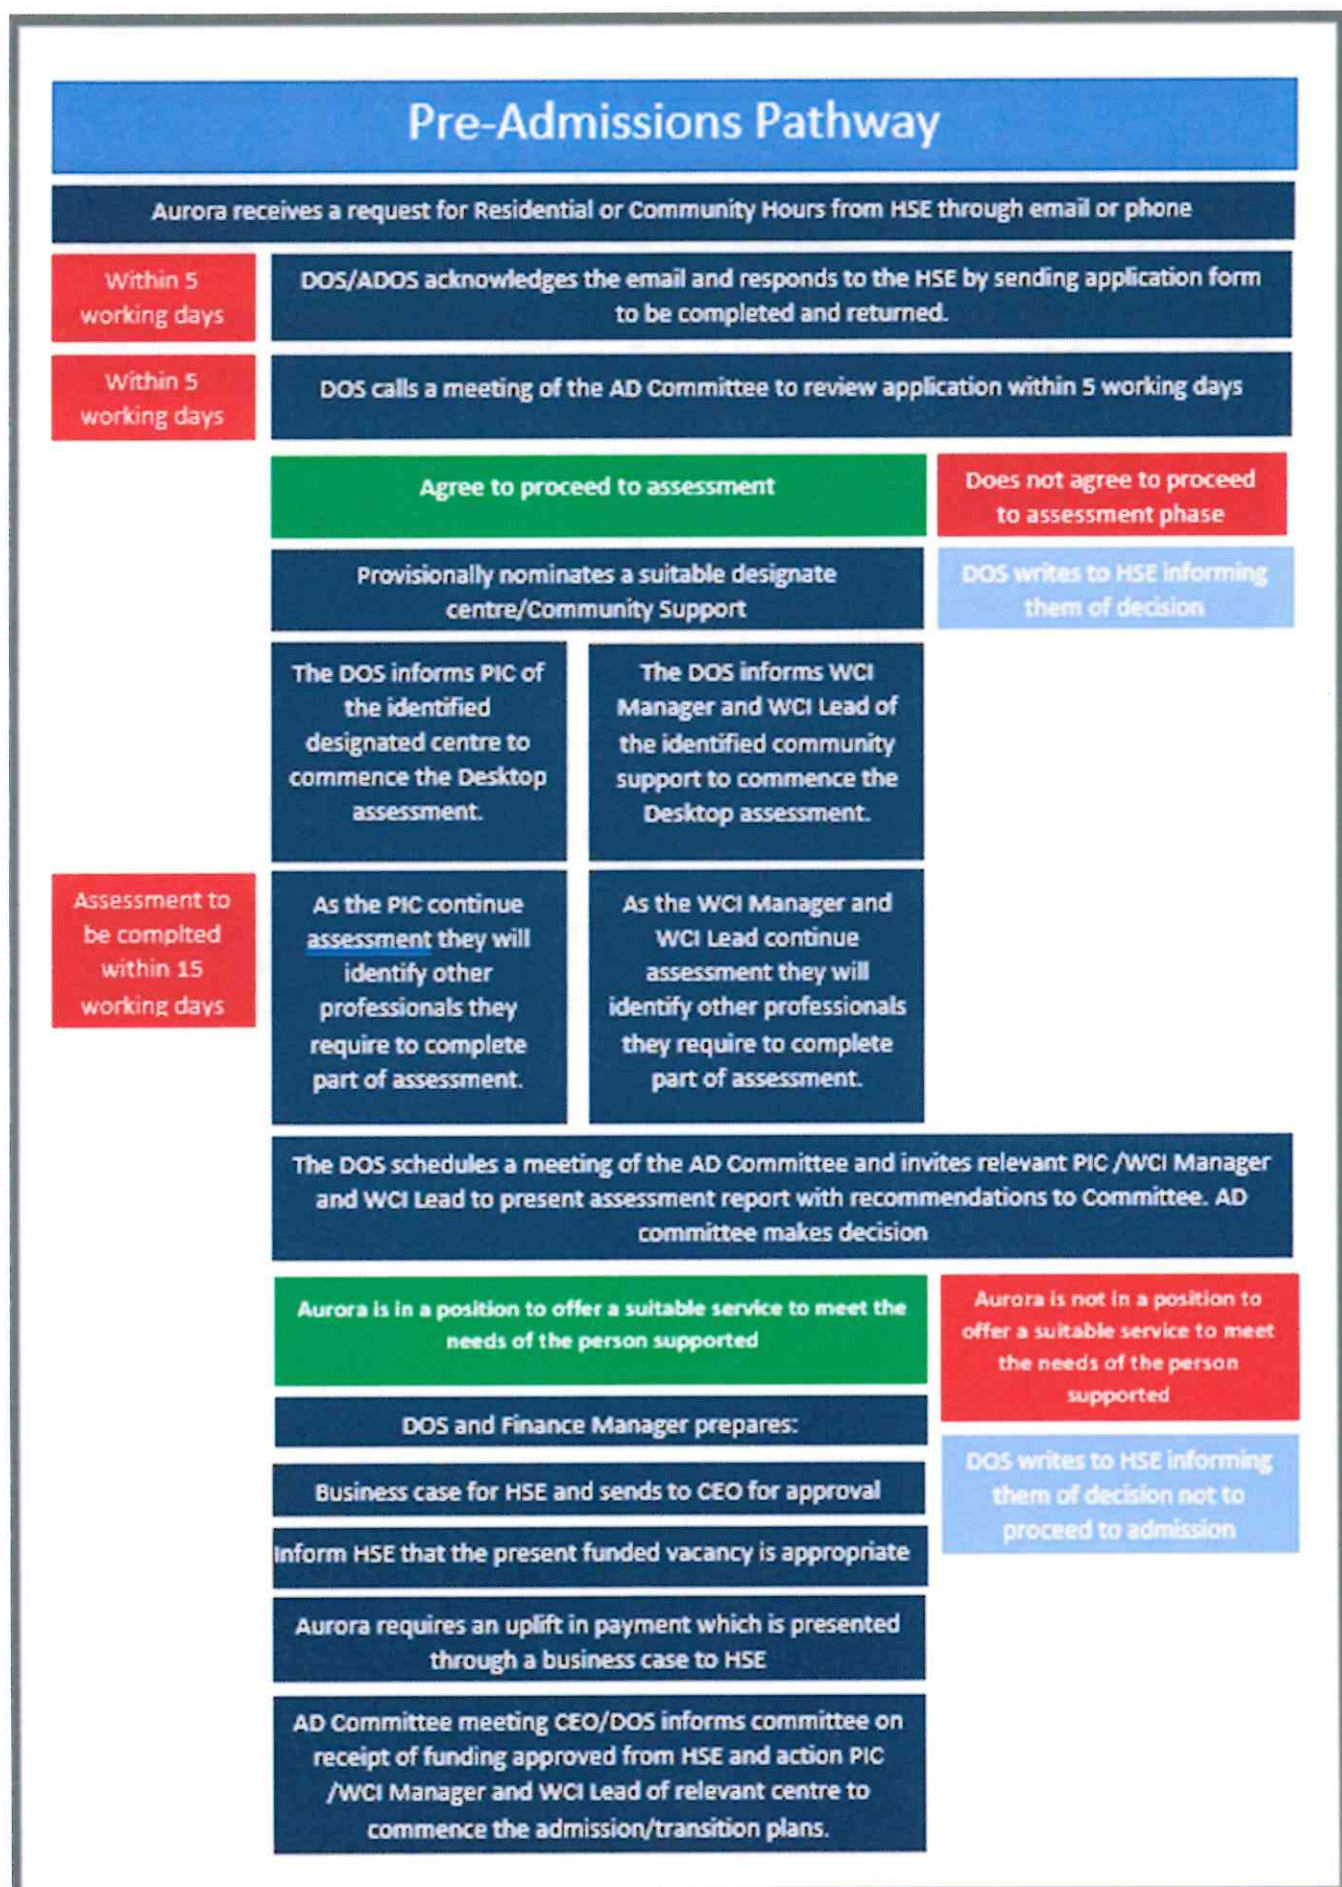 Pre-Admissions Pathway
Aurora receives a request for Residential or Community Hours from HSE through email or phone
Within 5
working days
DOS/ADOS acknowledges the email and responds to the HSE by sending application form
to be completed and returned.
Within 5
working days
DOS calls a meeting of the AD Committee to review application within 5 working days
Agree to proceed to assessment
Does not agree to proceed
to assessment phase
Provisionally nominates a suitable designate
centre/Community Support
DOS writes to HSE informing
them of decision
The DOS informs PIC of
the identified
designated centre to
commence the Desktop
assessment.
The DOS informs WCI
Manager and WCI Lead of
the identified community
support to commence the
Desktop assessment.
Assessment to
be complted
within 15
working days
As the PIC continue
assessment they will
identify other
professionals they
require to complete
part of assessment.
As the WCI Manager and
WCI Lead continue
assessment they will
identify other professionals
they require to complete
part of assessment.
The DOS schedules a meeting of the AD Committee and invites relevant PIC /WCI Manager
and WCI Lead to present assessment report with recommendations to Committee. AD
committee makes decision
Aurora is in a position to offer a suitable service to meet the
needs of the person supported
Aurora is not in a position to
offer a suitable service to meet
the needs of the person
supported
DOS and Finance Manager prepares:
Business case for HSE and sends to CEO for approval
Inform HSE that the present funded vacancy is appropriate
DOS writes to HSE informing
them of decision not to
proceed to admission
Aurora requires an uplift in payment which is presented
through a business case to HSE
AD Committee meeting CEO/DOS informs committee on
receipt of funding approved from HSE and action PIC
/WCI Manager and WCI Lead of relevant centre to
commence the admission/transition plans.